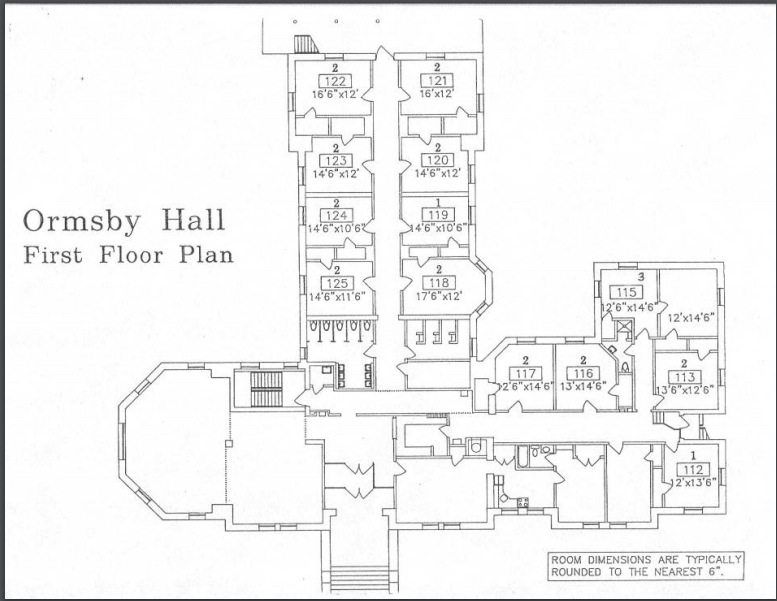 2
122
16'6"x12'
2
121
16'x12'
2
123
14'6"x12'
2
120
14'6"x12'
Ormsby Hall
First Floor Plan
2
124
14'6"x10'6"
1
119
14'6"x10'6"
2
125
14'6"x11'6"
2
118
17'6"x12'
3
115
12'6"x14'6"
12'x14'6"
2
117
12'6"x14'6"
2
116
13'x14'6"
2
113
13'6"x12'6"
1
112
12'x13'6"
ROOM DIMENSIONS ARE TYPICALLY
ROUNDED TO THE NEAREST 6".